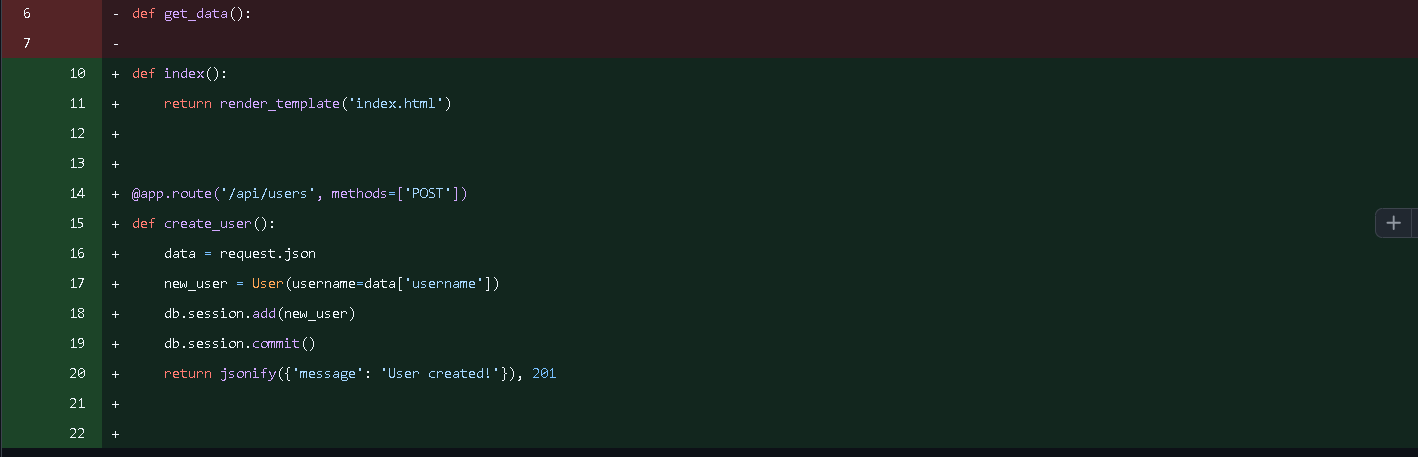 6 - def get_data():
7 -
10 + def index():
11 +     return render_template('index.html')
12 +
13 +
14 + @app.route('/api/users', methods=['POST'])
15 + def create_user():
16 +     data = request.json
17 +     new_user = User(username=data['username'])
18 +     db.session.add(new_user)
19 +     db.session.commit()
20 +     return jsonify({'message': 'User created!'}), 201
21 +
22 +